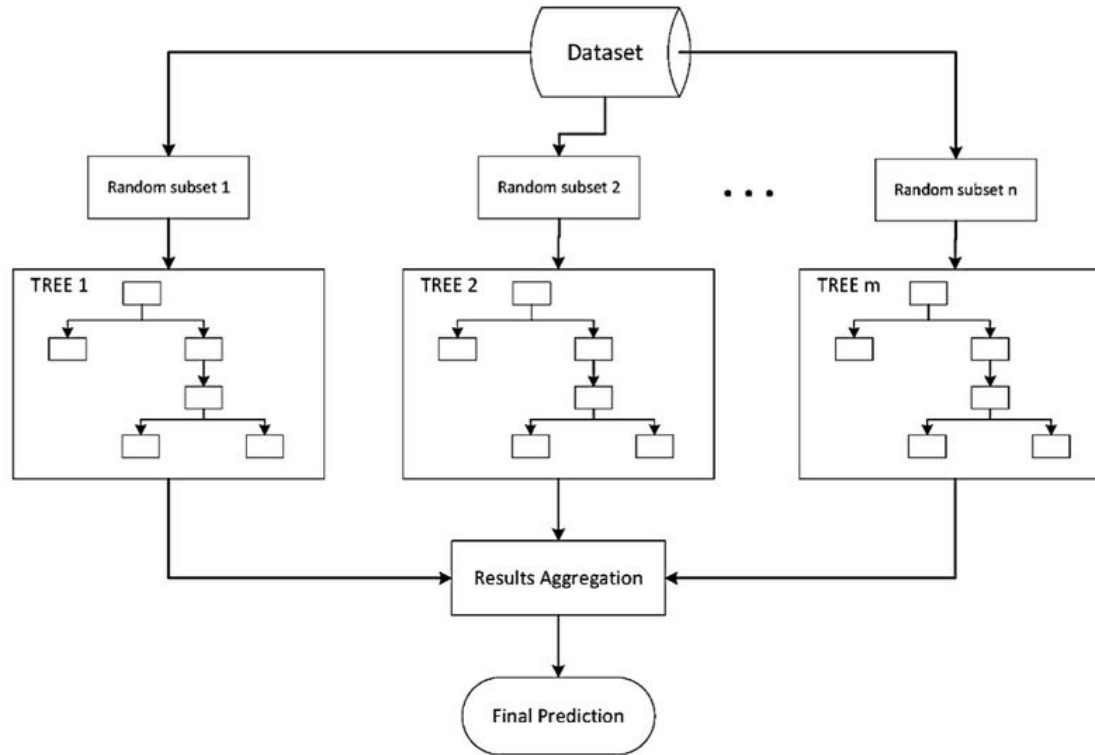 Dataset
Random subset 1
Random subset 2
. . .
Random subset n
TREE 1
TREE 2
TREE m
Results Aggregation
Final Prediction